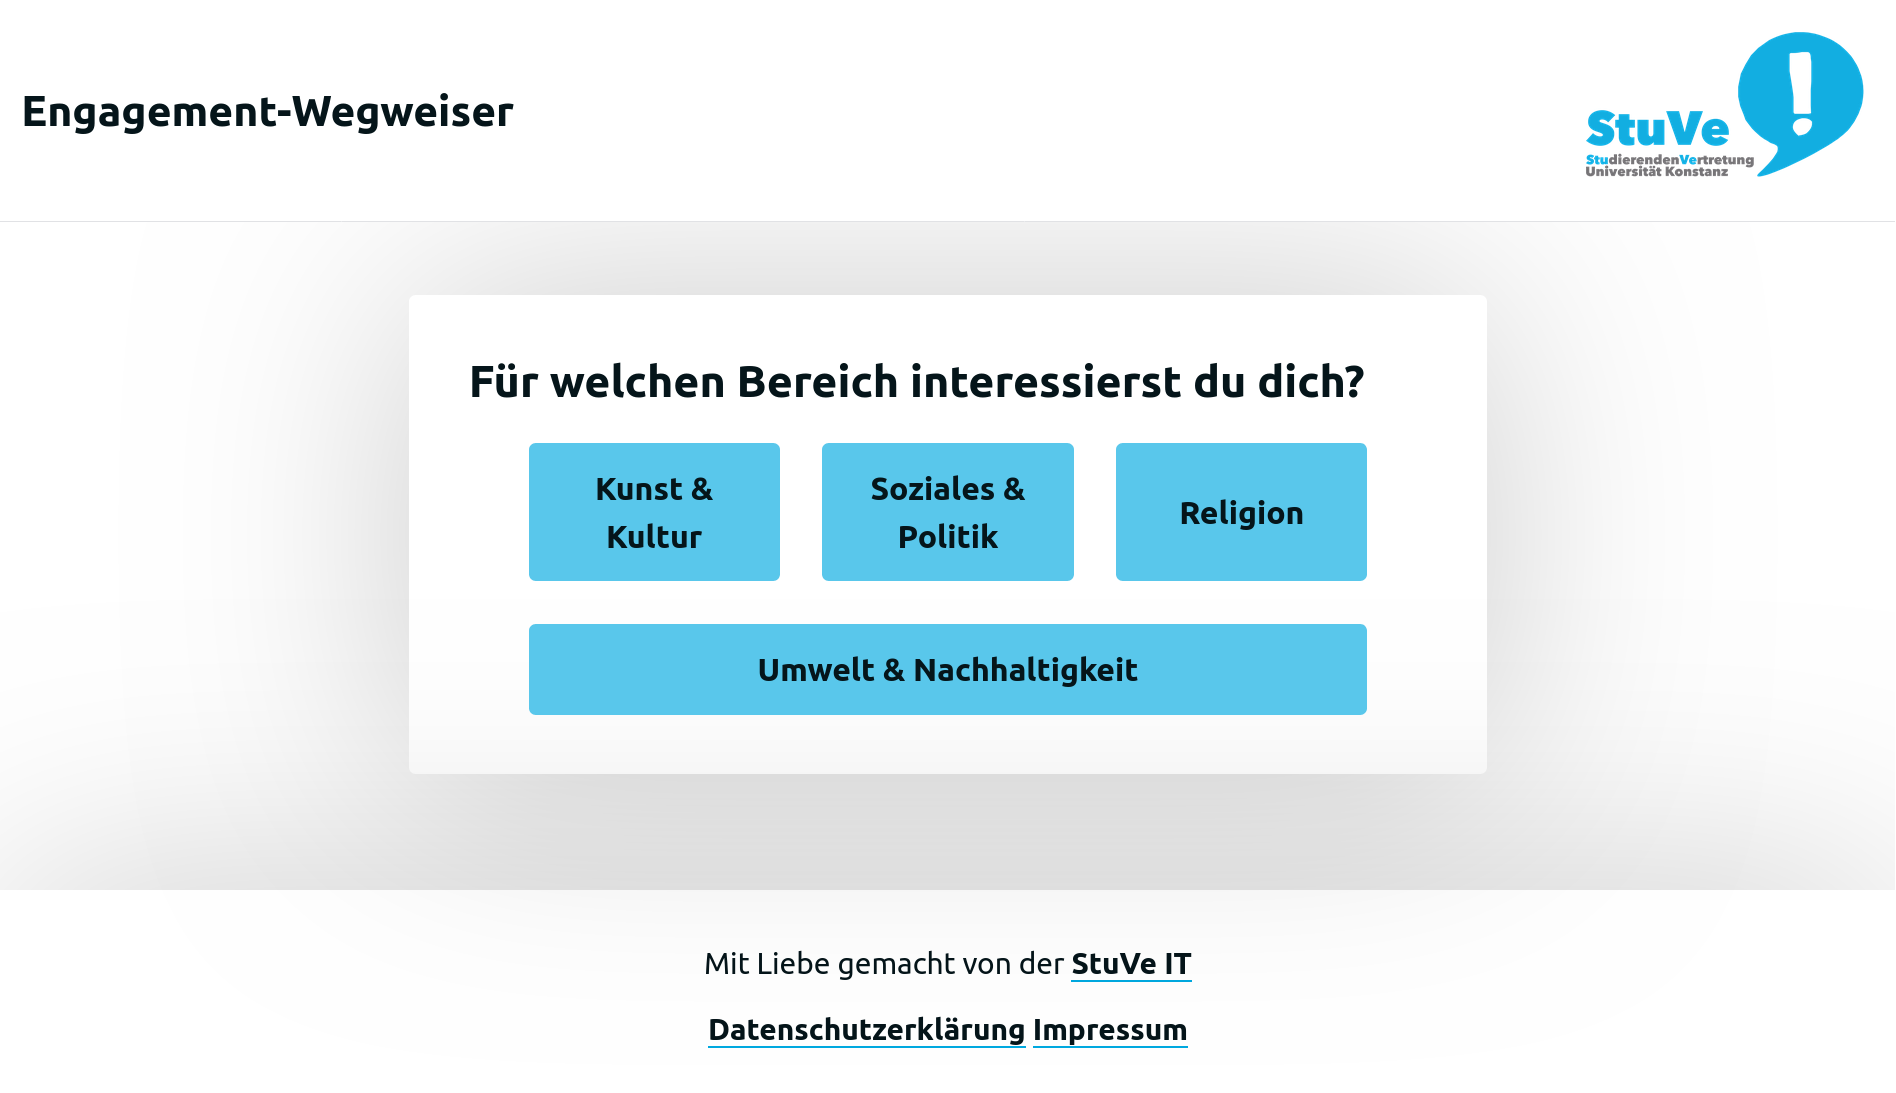 Engagement-Wegweiser
StuVe
StudierendenVertretung
Universität Konstanz
!
Für welchen Bereich interessierst du dich?
Kunst &
Kultur
Soziales &
Politik
Religion
Umwelt & Nachhaltigkeit
Mit Liebe gemacht von der StuVe IT
Datenschutzerklärung Impressum